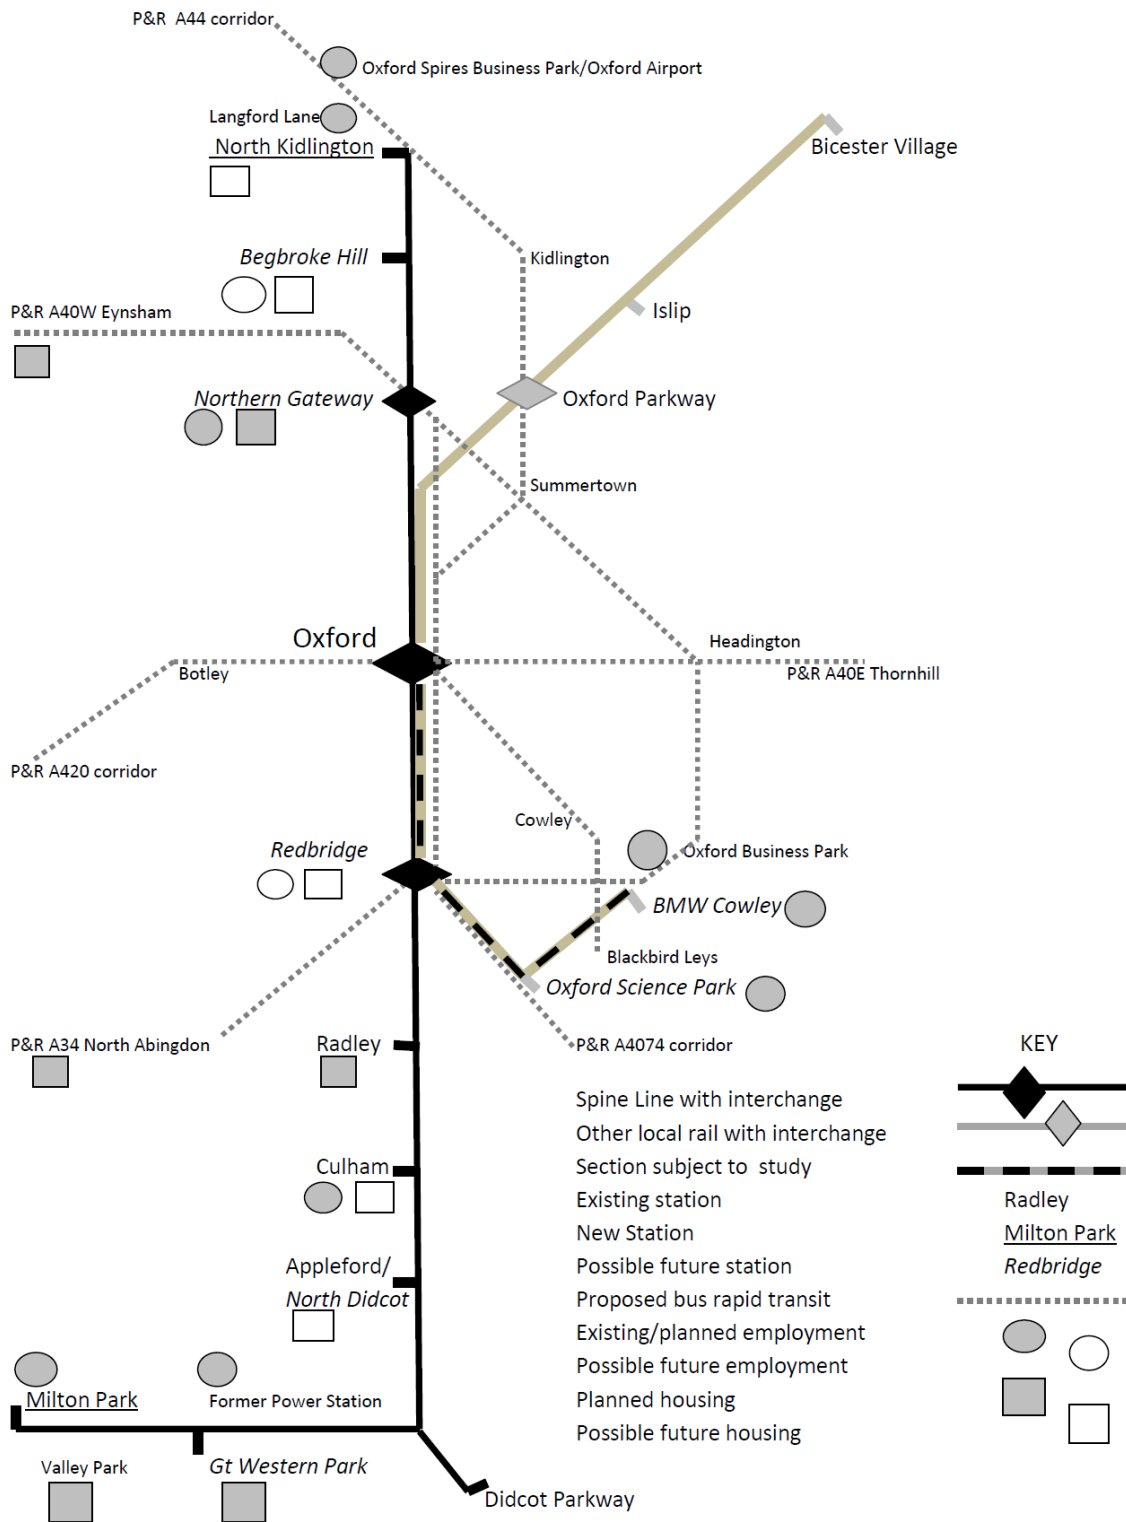 P&R A44 corridor
Oxford Spires Business Park/Oxford Airport
Langford Lane
North Kidlington
Bicester Village
Begbroke Hill
Kidlington
P&R A40W Eynsham
Islip
Northern Gateway
Oxford Parkway
Summertown
Oxford
Headington
Botley
P&R A40E Thornhill
P&R A420 corridor
Cowley
Redbridge
Oxford Business Park
BMW Cowley
Blackbird Leys
Oxford Science Park
P&R A34 North Abingdon
Radley
P&R A4074 corridor
KEY
Spine Line with interchange
Other local rail with interchange
Culham
Section subject to study
Existing station
Radley
New Station
Milton Park
Appleford/
North Didcot
Possible future station
Redbridge
Proposed bus rapid transit
Existing/planned employment
Possible future employment
Milton Park
Former Power Station
Planned housing
Possible future housing
Valley Park
Gt Western Park
Didcot Parkway